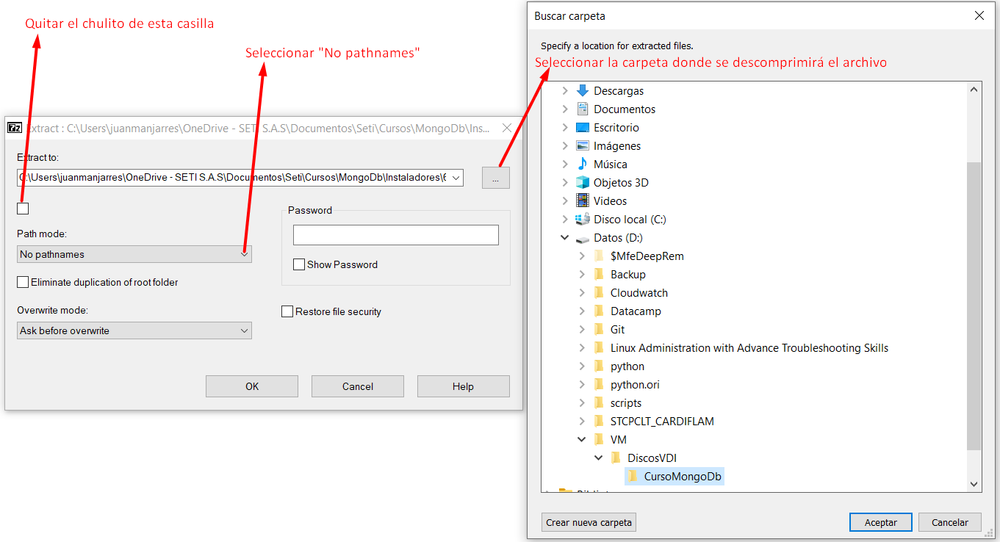 Quitar el chulito de esta casilla
Seleccionar "No pathnames"
Extract : C:\Users\juanmanjarres\OneDrive - SETI S.A.S\Documentos\Seti\Cursos\MongoDb\Ins...
Extract to:
C:\Users\juanmanjarres\OneDrive - SETI S.A.S\Documentos\Seti\Cursos\MongoDb\Instaladores\6
...
Path mode:
No pathnames
Eliminate duplication of root folder
Overwrite mode:
Ask before overwrite
Password
Show Password
Restore file security
OK
Cancel
Help
Buscar carpeta
Specify a location for extracted files.
Seleccionar la carpeta donde se descomprimirá el archivo
Descargas
Documentos
Escritorio
Imágenes
Música
Objetos 3D
Videos
Disco local (C:)
Datos (D:)
$MfeDeepRem
Backup
Cloudwatch
Datacamp
Git
Linux Administration with Advance Troubleshooting Skills
python
python.ori
scripts
STCPCLT_CARDIFLAM
VM
DiscosVDI
CursoMongoDb
Crear nueva carpeta
Aceptar
Cancelar